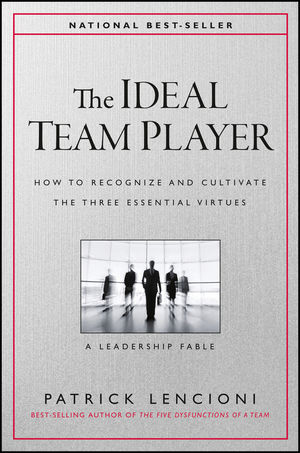 NATIONAL BEST-SELLER
The IDEAL
TEAM PLAYER
HOW TO RECOGNIZE AND CULTIVATE
THE THREE ESSENTIAL VIRTUES
A LEADERSHIP FABLE
PATRICK LENCIONI
BEST-SELLING AUTHOR OF THE FIVE DYSFUNCTIONS OF A TEAM